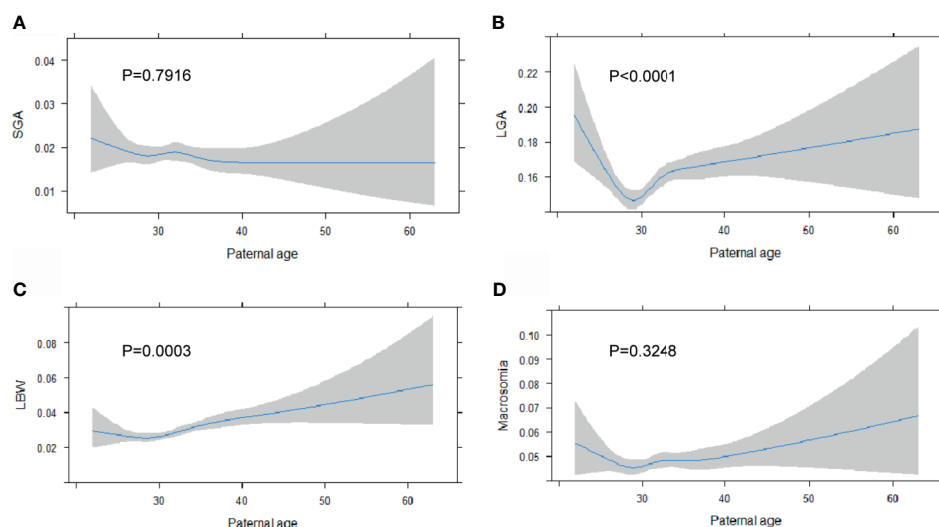 A
B
0.04
0.03
0.02
0.01
SGA
P=0.7916
30
40
50
60
Paternal age
0.22
0.20
0.18
0.16
LGA
P<0.0001
30
40
50
60
Paternal age
C
D
0.08
0.06
0.04
0.02
LBW
P=0.0003
30
40
50
60
Paternal age
0.10
0.09
0.08
0.07
0.06
0.05
Macrosomia
P=0.3248
30
40
50
60
Paternal age